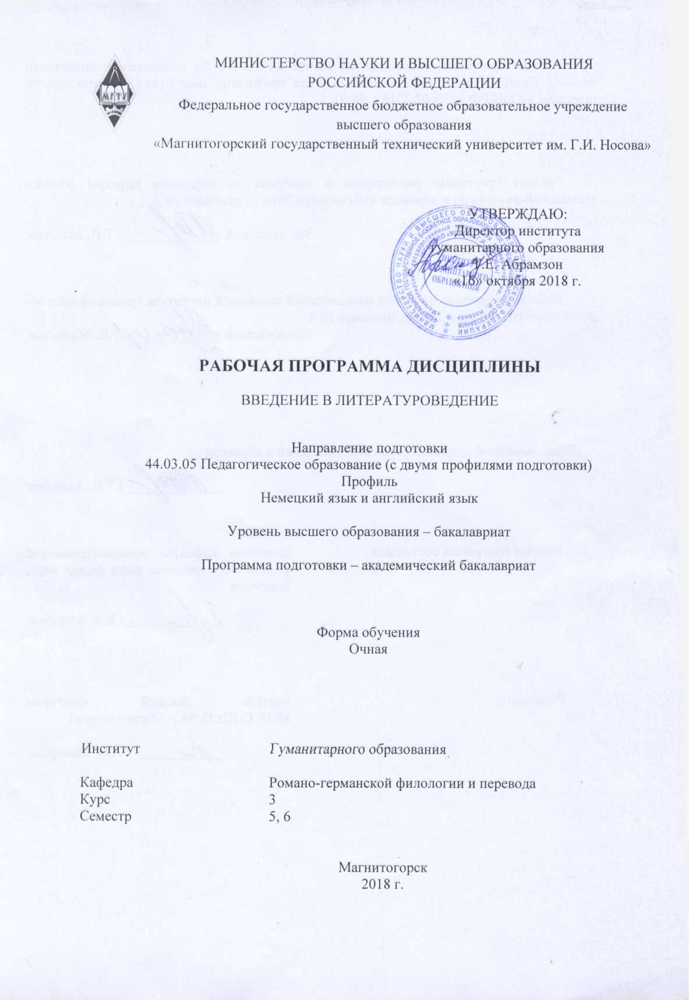 МГТУ
МИНИСТЕРСТВО НАУКИ И ВЫСШЕГО ОБРАЗОВАНИЯ
РОССИЙСКОЙ ФЕДЕРАЦИИ
Федеральное государственное бюджетное образовательное учреждение
высшего образования
«Магнитогорский государственный технический университет им. Г.И. Носова»
УТВЕРЖДАЮ:
Директор института
гуманитарного образования
Т.Е. Абрамзон
«16» октября 2018 г.
РАБОЧАЯ ПРОГРАММА ДИСЦИПЛИНЫ
ВВЕДЕНИЕ В ЛИТЕРАТУРОВЕДЕНИЕ
Направление подготовки
44.03.05 Педагогическое образование (с двумя профилями подготовки)
Профиль
Немецкий язык и английский язык
Уровень высшего образования – бакалавриат
Программа подготовки – академический бакалавриат
Форма обучения
Очная
Институт Гуманитарного образования
Кафедра Романо-германской филологии и перевода
Курс 3
Семестр 5, 6
Магнитогорск
2018 г.